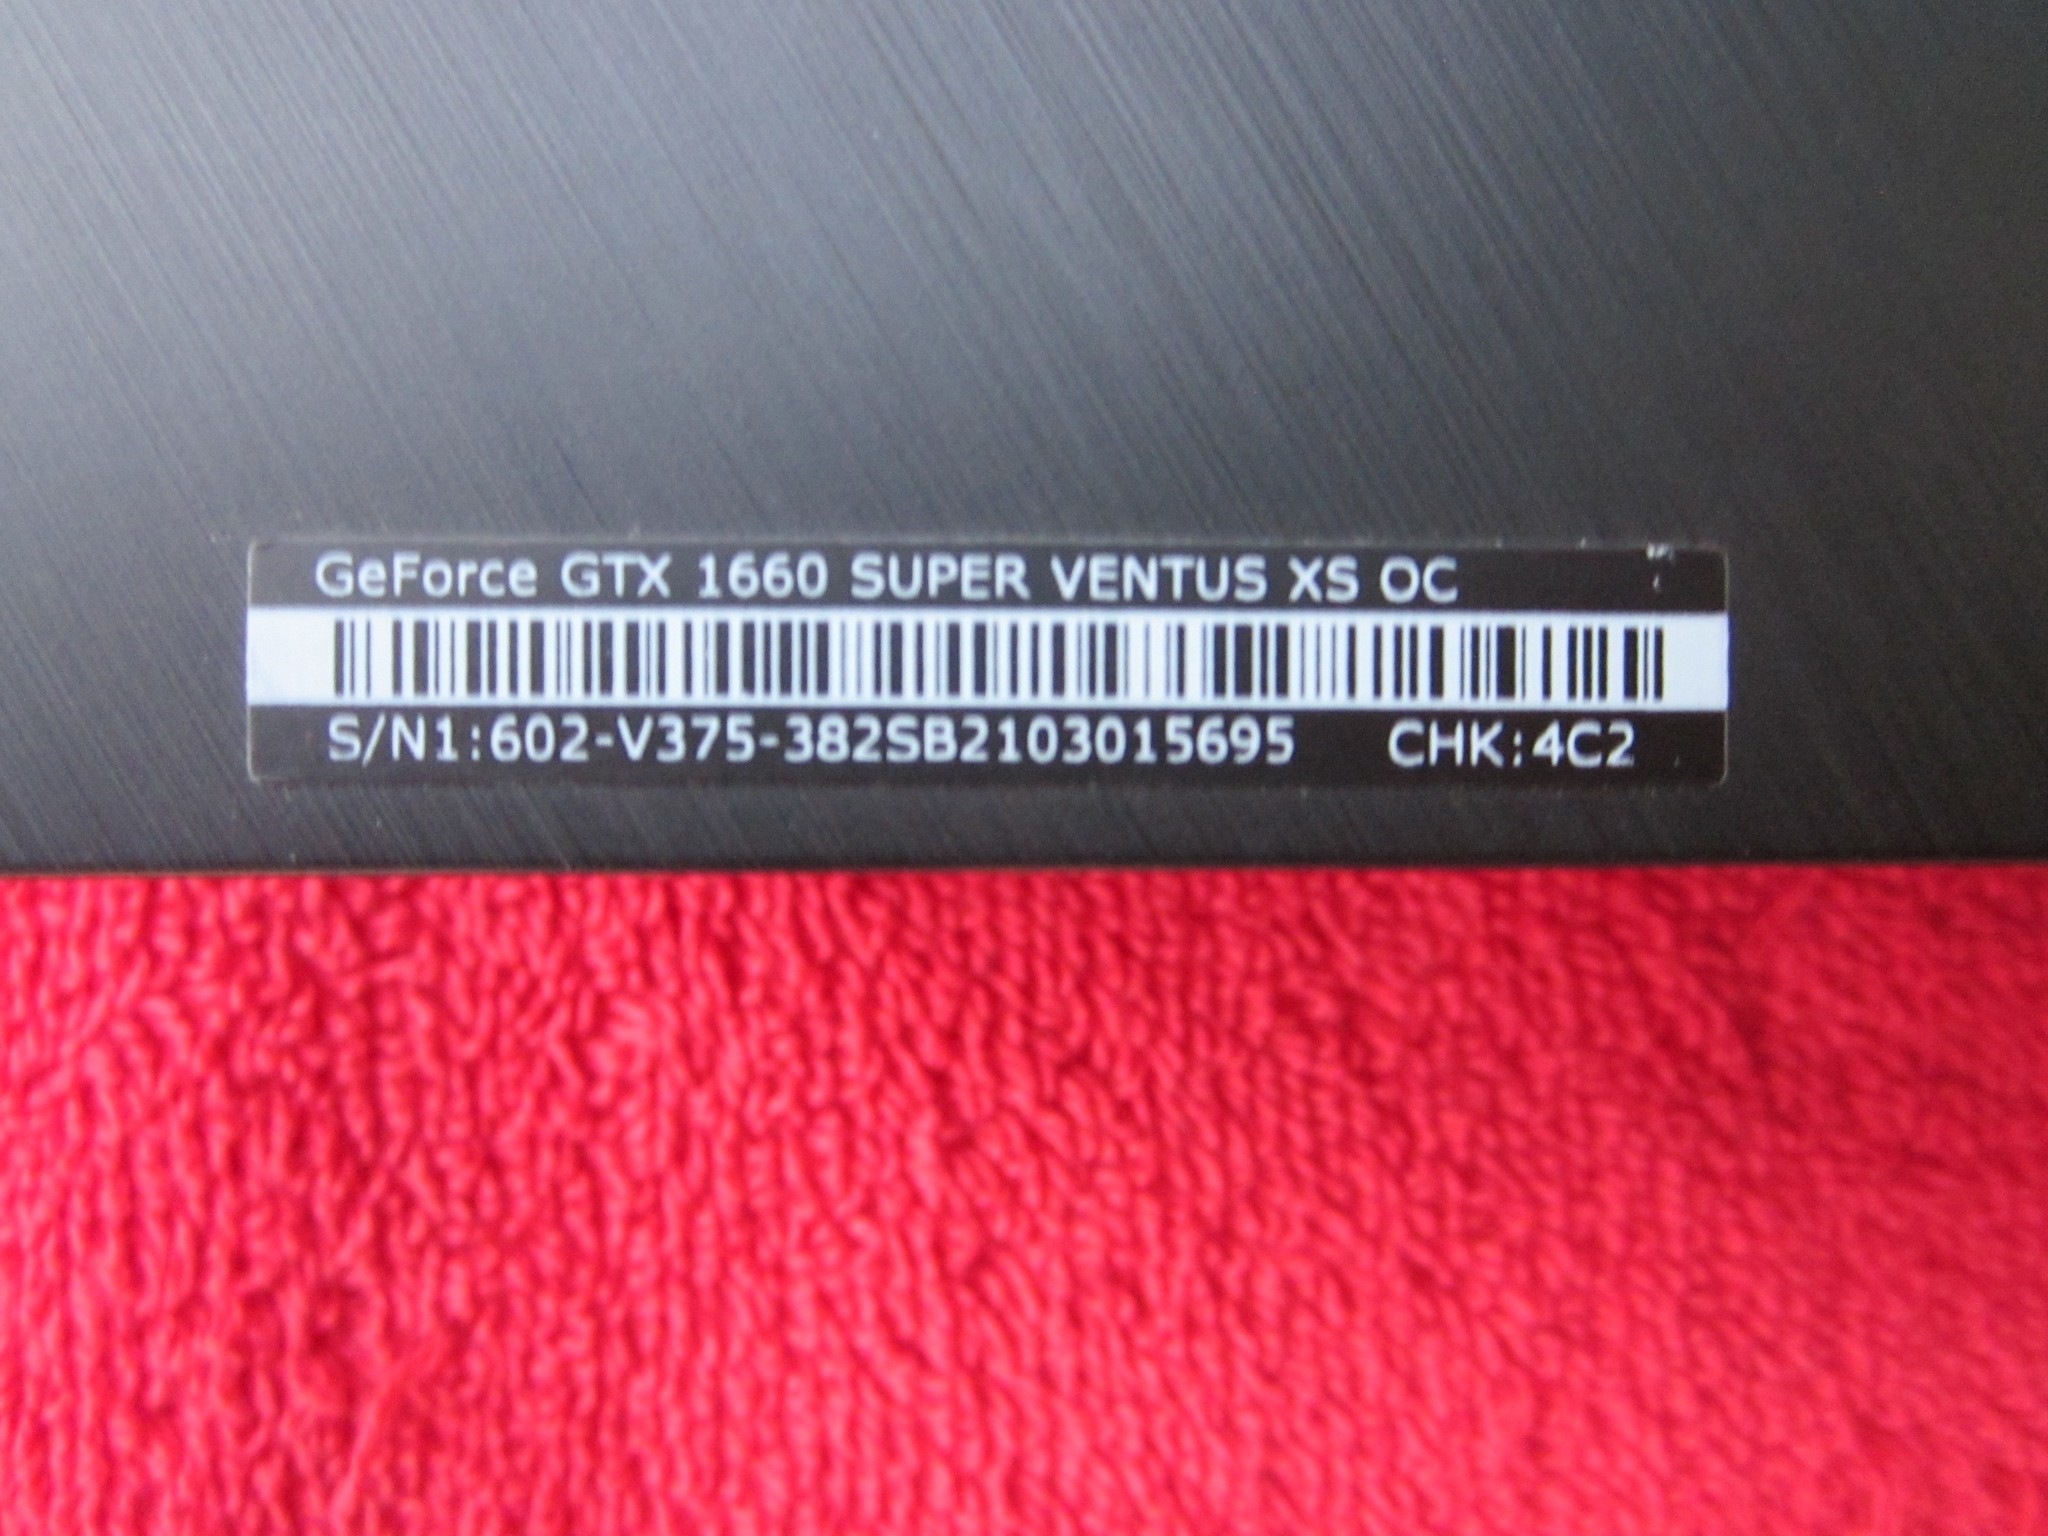 GeForce GTX 1660 SUPER VENTUS XS OC
S/N1:602-V375-382SB2103015695 CHK:4C2